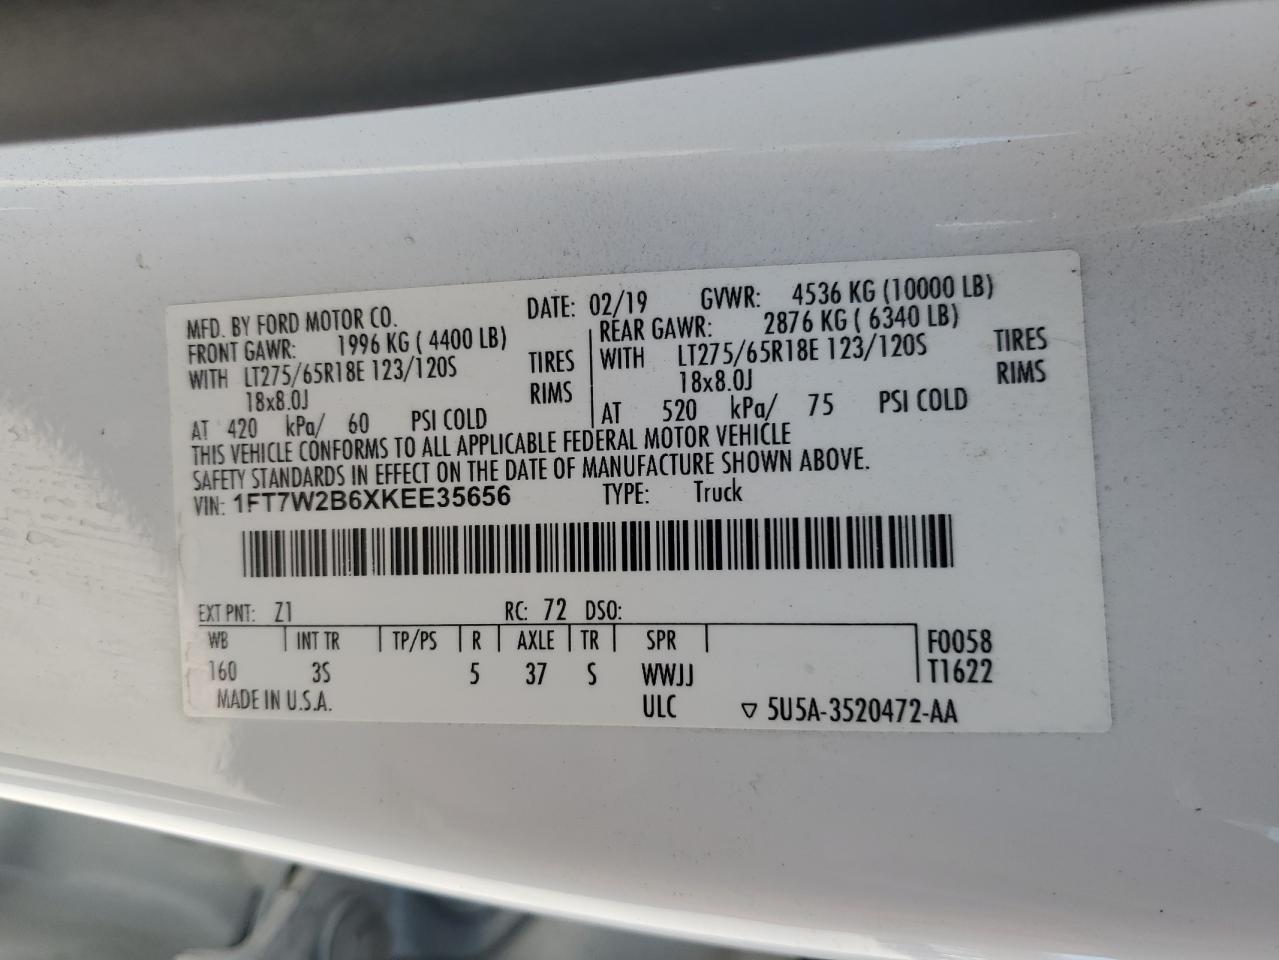 MFD. BY FORD MOTOR CO. DATE: 02/19 GVWR: 4536 KG (10000 LB)
FRONT GAWR: 1996 KG ( 4400 LB) REAR GAWR: 2876 KG ( 6340 LB)
WITH LT275/65R18E 123/120S TIRES WITH LT275/65R18E 123/120S TIRES
18x8.0J RIMS 18x8.0J RIMS
AT 420 kPa/ 60 PSI COLD AT 520 kPa/ 75 PSI COLD
THIS VEHICLE CONFORMS TO ALL APPLICABLE FEDERAL MOTOR VEHICLE
SAFETY STANDARDS IN EFFECT ON THE DATE OF MANUFACTURE SHOWN ABOVE.
VIN: 1FT7W2B6XKEE35656 TYPE: Truck
EXT PNT: Z1 RC: 72 DSO:
WB INT TR TP/PS R AXLE TR SPR F0058
160 3S 5 37 S WWJJ T1622
MADE IN U.S.A. ULC ▽ 5U5A-3520472-AA